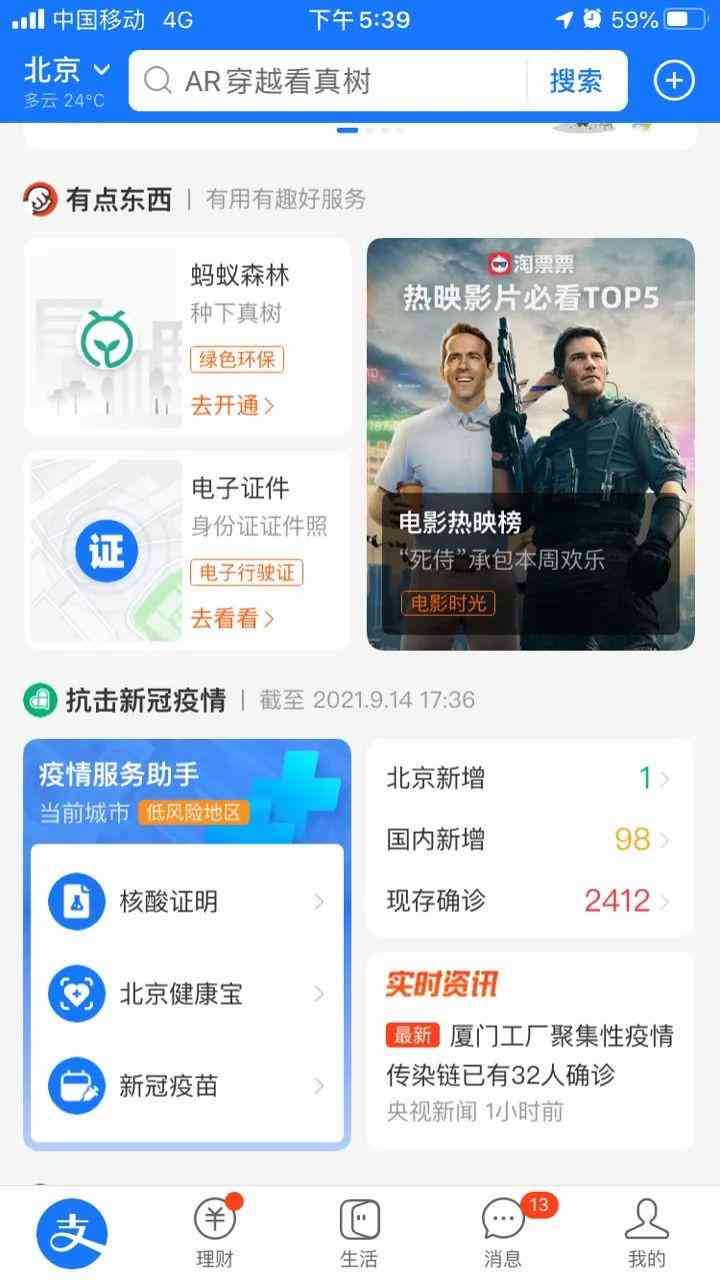 中国移动 4G 下午5:39 59%
北京
多云 24°C
AR穿越看真树
搜索
有点东西 | 有用有趣好服务
蚂蚁森林
种下真树
绿色环保
去开通
淘票票
热映影片必看TOP5
电影热映榜
“死侍”承包本周欢乐
电影时光
证
电子证件
身份证证件照
电子行驶证
去看看
抗击新冠疫情 | 截至 2021.9.14 17:36
疫情服务助手
当前城市 低风险地区
核酸证明
北京健康宝
新冠疫苗
北京新增 1
国内新增 98
现存确诊 2412
实时资讯
最新 厦门工厂聚集性疫情
传染链已有32人确诊
央视新闻 1小时前
支
理财
生活
13
消息
我的